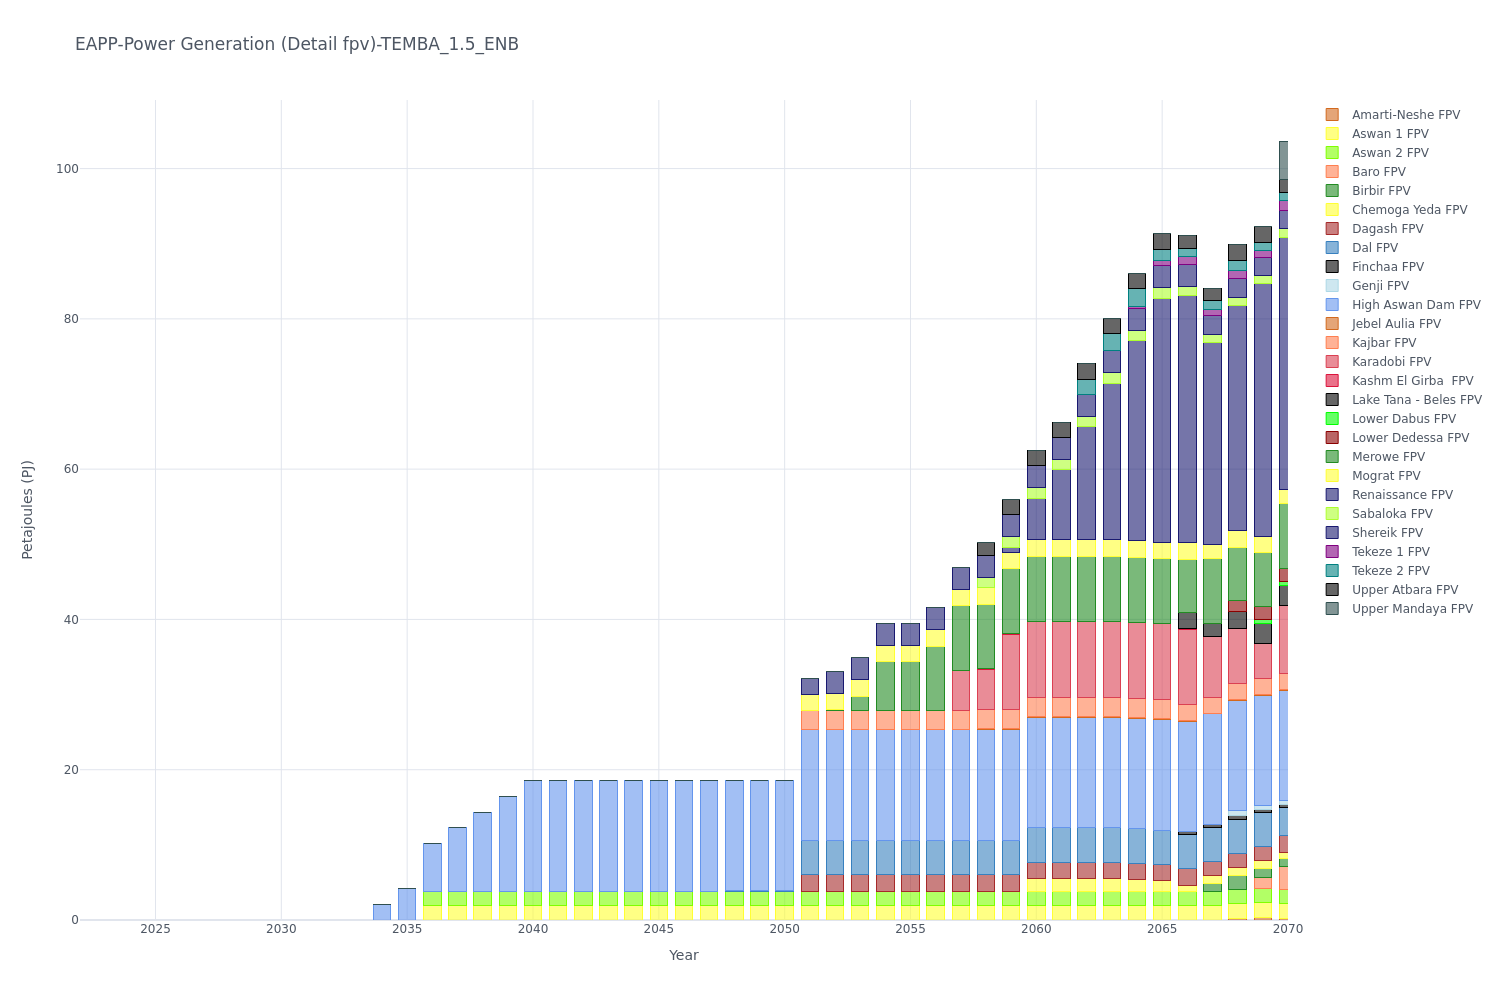 EAPP-Power Generation (Detail fpv)-TEMBA_1.5_ENB
Petajoules (PJ)
100
80
60
40
20
0
2025
2030
2035
2040
2045
2050
2055
2060
2065
2070
Year
Amarti-Neshe FPV
Aswan 1 FPV
Aswan 2 FPV
Baro FPV
Birbir FPV
Chemoga Yeda FPV
Dagash FPV
Dal FPV
Finchaa FPV
Genji FPV
High Aswan Dam FPV
Jebel Aulia FPV
Kajbar FPV
Karadobi FPV
Kashm El Girba  FPV
Lake Tana - Beles FPV
Lower Dabus FPV
Lower Dedessa FPV
Merowe FPV
Mograt FPV
Renaissance FPV
Sabaloka FPV
Shereik FPV
Tekeze 1 FPV
Tekeze 2 FPV
Upper Atbara FPV
Upper Mandaya FPV